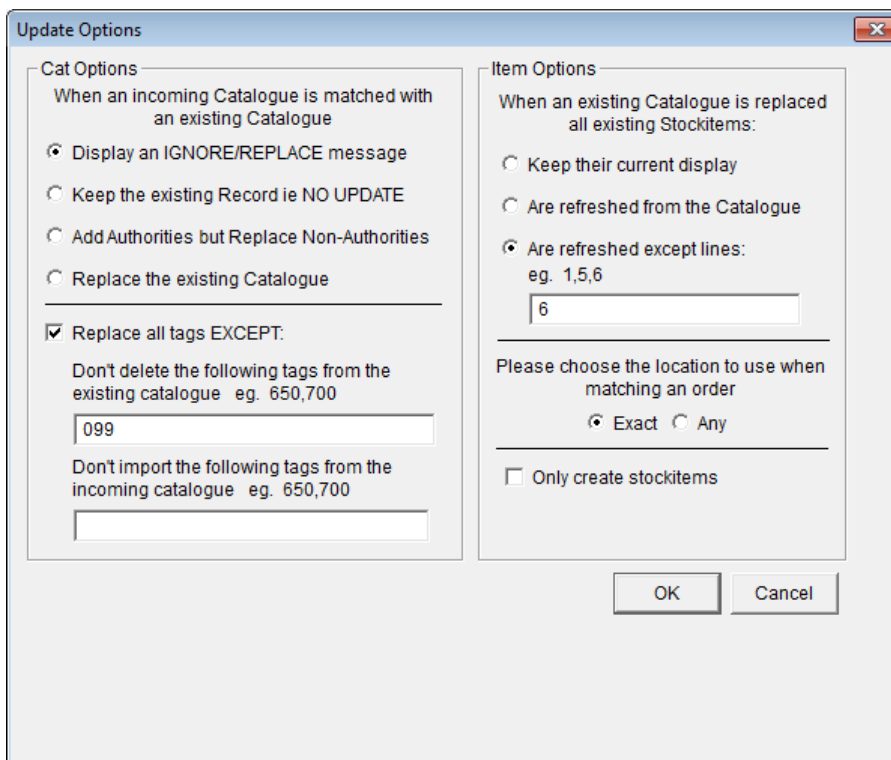 Update Options
Cat Options
When an incoming Catalogue is matched with
an existing Catalogue
Display an IGNORE/REPLACE message
Keep the existing Record ie NO UPDATE
Add Authorities but Replace Non-Authorities
Replace the existing Catalogue
Replace all tags EXCEPT:
Don't delete the following tags from the
existing catalogue eg. 650,700
099
Don't import the following tags from the
incoming catalogue eg. 650,700
Item Options
When an existing Catalogue is replaced
all existing Stockitems:
Keep their current display
Are refreshed from the Catalogue
Are refreshed except lines:
eg. 1,5,6
6
Please choose the location to use when
matching an order
Exact Any
Only create stockitems
OK Cancel